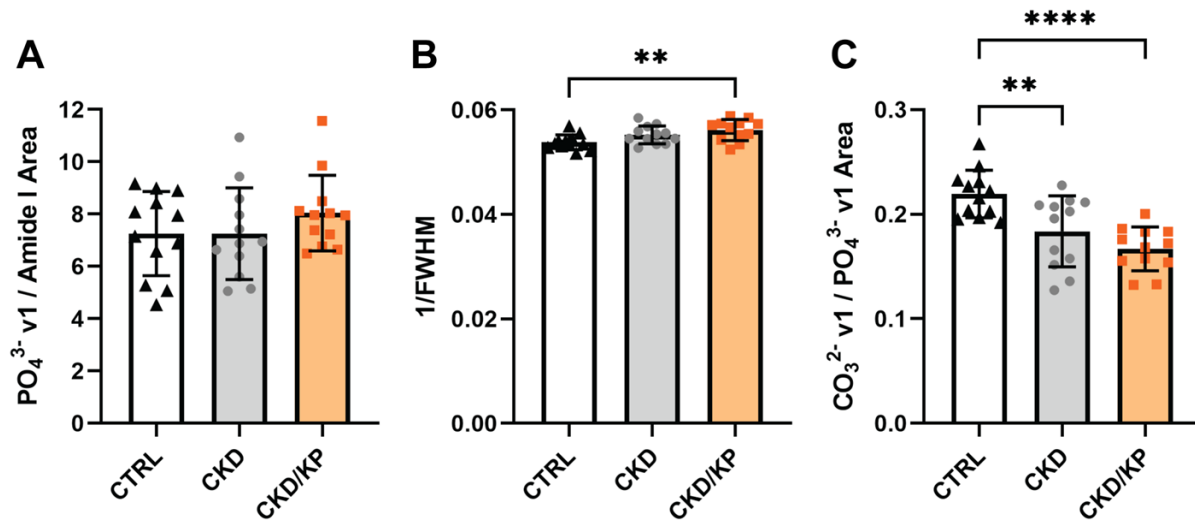 A
PO₄³⁻ v1 / Amide I Area
12
10
8
6
4
2
0
CTRL
CKD
CKD/KP
B
**
1/FWHM
0.06
0.04
0.02
0.00
CTRL
CKD
CKD/KP
C
****
**
CO₃²⁻ v1 / PO₄³⁻ v1 Area
0.3
0.2
0.1
0.0
CTRL
CKD
CKD/KP